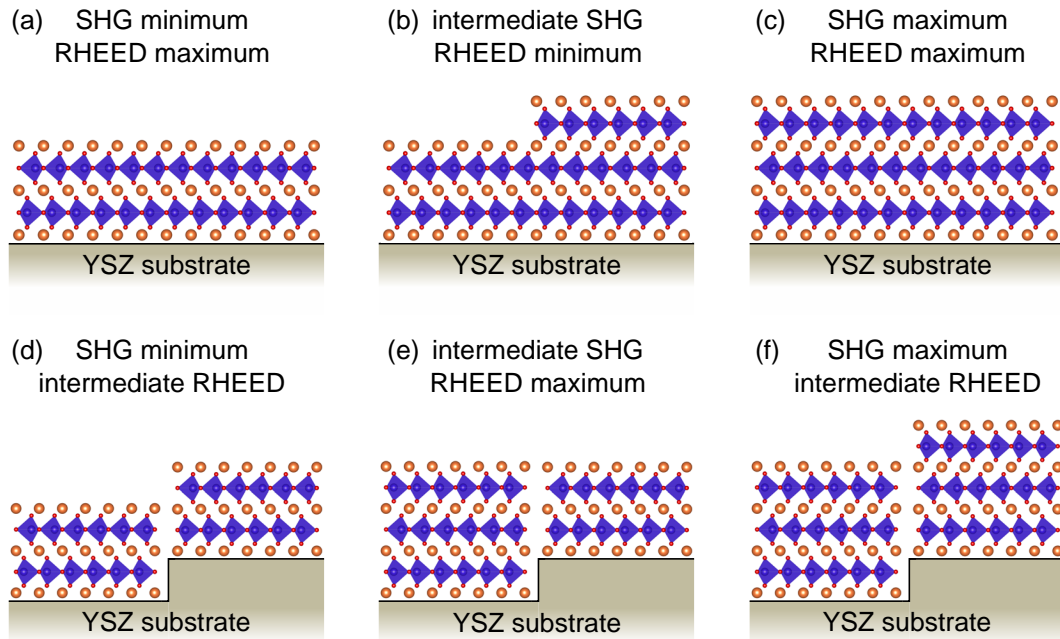 (a) SHG minimum
RHEED maximum
(b) intermediate SHG
RHEED minimum
(c) SHG maximum
RHEED maximum
YSZ substrate
YSZ substrate
YSZ substrate
(d) SHG minimum
intermediate RHEED
(e) intermediate SHG
RHEED maximum
(f) SHG maximum
intermediate RHEED
YSZ substrate
YSZ substrate
YSZ substrate